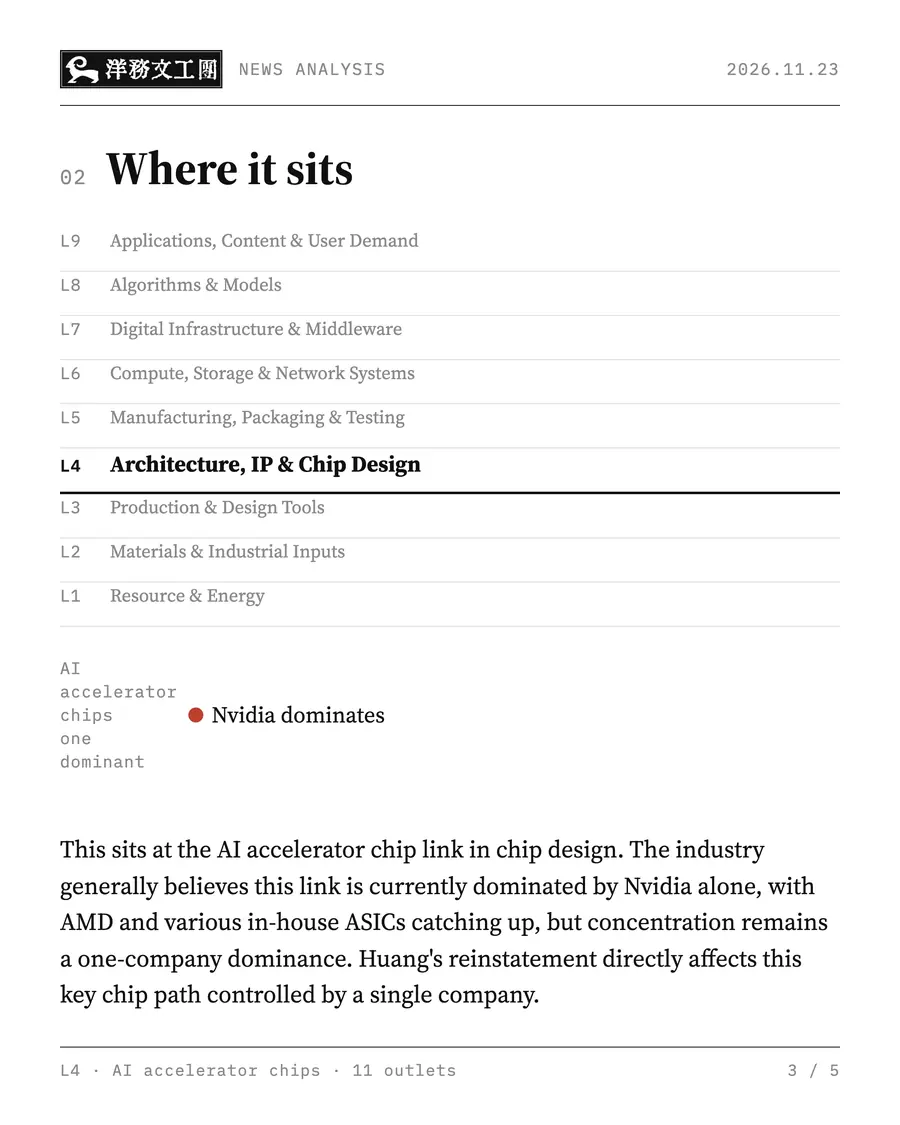 洋務文工團 NEWS ANALYSIS 2026.11.23
02 Where it sits
L9 Applications, Content & User Demand
L8 Algorithms & Models
L7 Digital Infrastructure & Middleware
L6 Compute, Storage & Network Systems
L5 Manufacturing, Packaging & Testing
L4 Architecture, IP & Chip Design
L3 Production & Design Tools
L2 Materials & Industrial Inputs
L1 Resource & Energy
AI
accelerator
chips
one
dominant
Nvidia dominates
This sits at the AI accelerator chip link in chip design. The industry
generally believes this link is currently dominated by Nvidia alone, with
AMD and various in-house ASICs catching up, but concentration remains
a one-company dominance. Huang's reinstatement directly affects this
key chip path controlled by a single company.
L4 · AI accelerator chips · 11 outlets 3 / 5